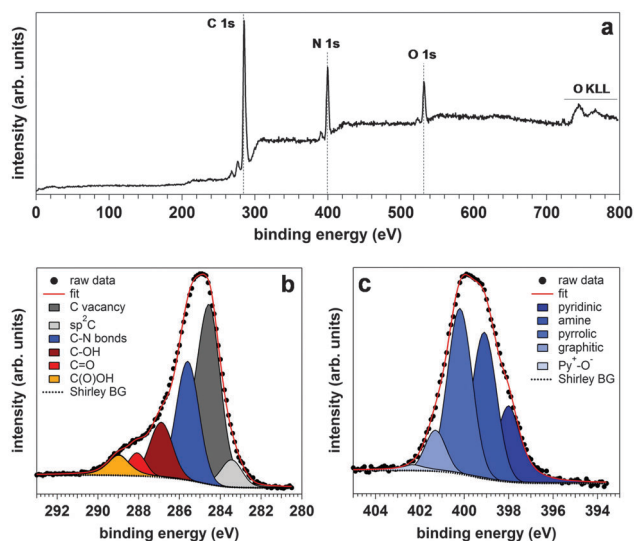 a
C 1s
N 1s
O 1s
O KLL
intensity (arb. units)
0 100 200 300 400 500 600 700 800
binding energy (eV)
b
raw data
fit
C vacancy
sp²C
C-N bonds
C-OH
C=O
C(O)OH
Shirley BG
intensity (arb. units)
292 290 288 286 284 282 280
binding energy (eV)
c
raw data
fit
pyridinic
amine
pyrrolic
graphitic
Py⁺-O⁻
Shirley BG
intensity (arb. units)
404 402 400 398 396 394
binding energy (eV)